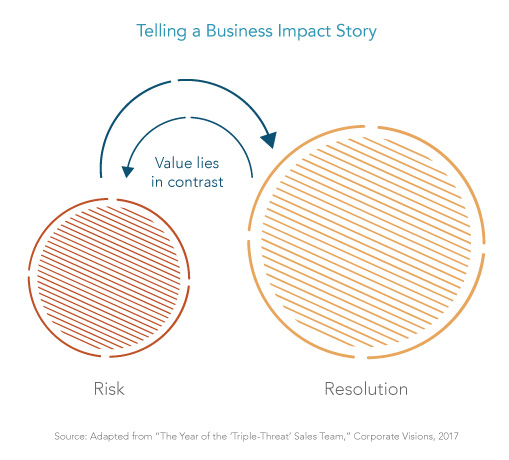 Telling a Business Impact Story
Value lies
in contrast
Risk
Resolution
Source: Adapted from “The Year of the ‘Triple-Threat’ Sales Team,” Corporate Visions, 2017